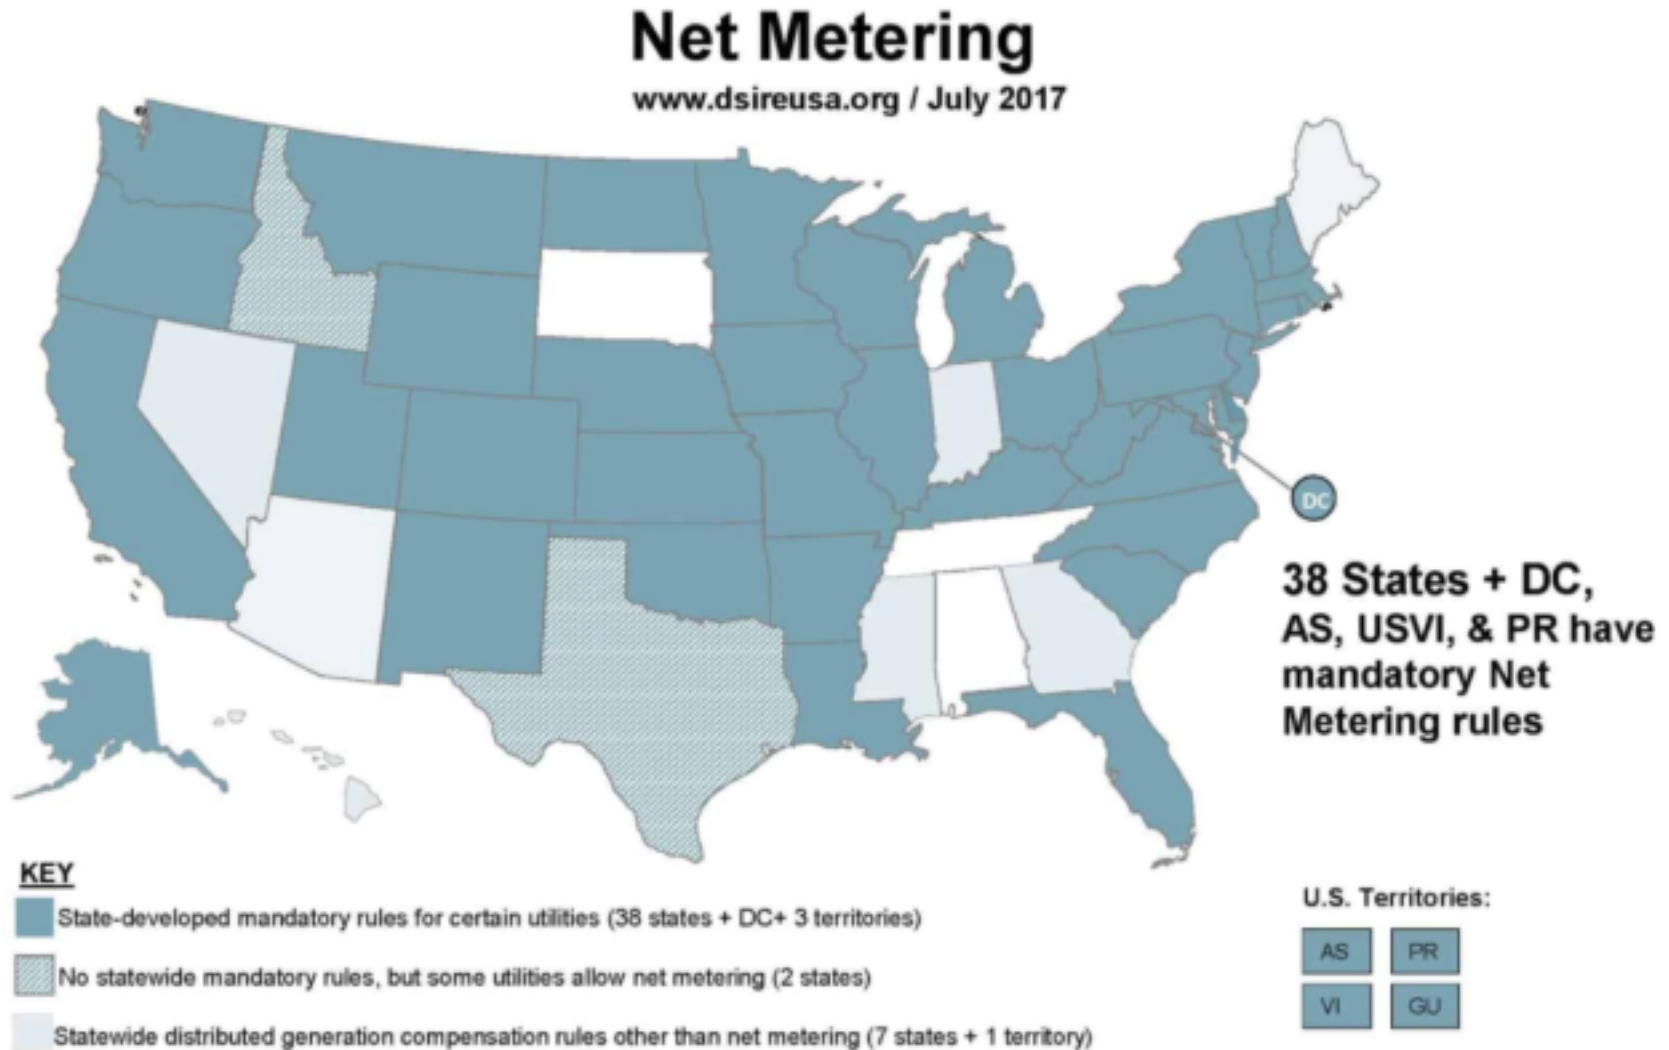 Net Metering
www.dsireusa.org / July 2017
DC
38 States + DC,
AS, USVI, & PR have
mandatory Net
Metering rules
KEY
State-developed mandatory rules for certain utilities (38 states + DC+ 3 territories)
No statewide mandatory rules, but some utilities allow net metering (2 states)
Statewide distributed generation compensation rules other than net metering (7 states + 1 territory)
U.S. Territories:
AS PR
VI GU